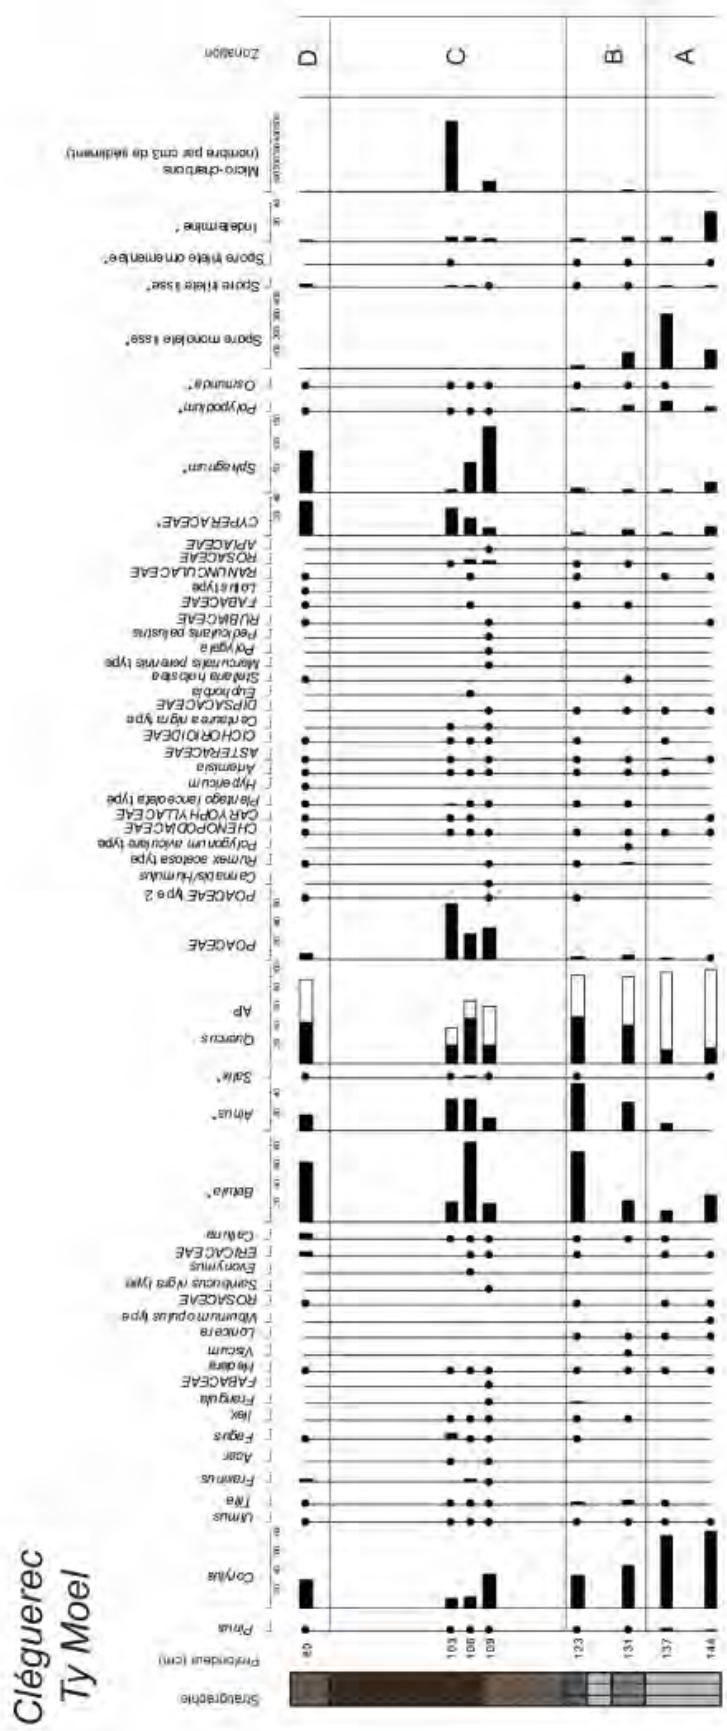 Cléguerec
Ty Moel
Stratigraphie
Profondeur (cm)
Pinus
Corylus
Ulmus
Tilia
Fraxinus
Acer
Fagus
Ilex
Frangula
FABACEAE
Hedera
Viscum
Lonicera
Viburnum opulus type
ROSACEAE
Sambucus nigra type
Evonymus
ERICACEAE
Calluna
Betula*
Alnus*
Salix*
Quercus
AP
POACEAE
POACEAE type 2
Cannabis/Humulus
Rumex acetosa type
Polygonum aviculare type
CHENOPODIACEAE
CARYOPHYLLACEAE
Plantago lanceolata type
Hypericum
Artemisia
ASTERACEAE
CICHORIOIDEAE
Centaurea nigra type
DIPSACACEAE
Euphorbia
Stellaria holostea
Mercurialis perennis type
Polygala
Pedicularis palustris
RUBIACEAE
FABACEAE
Lotus type
RANUNCULACEAE
ROSACEAE
APIACEAE
CYPERACEAE*
Sphagnum*
Polypodium*
Osmunda*
Spore monolete lisse*
Spore trilete lisse*
Spore trilete ornementée*
Indeterminé *
Micro-charbons
(nombre par cm3 de sédiment)
Zonation
80
103
106
109
123
131
137
144
D
C
B
A